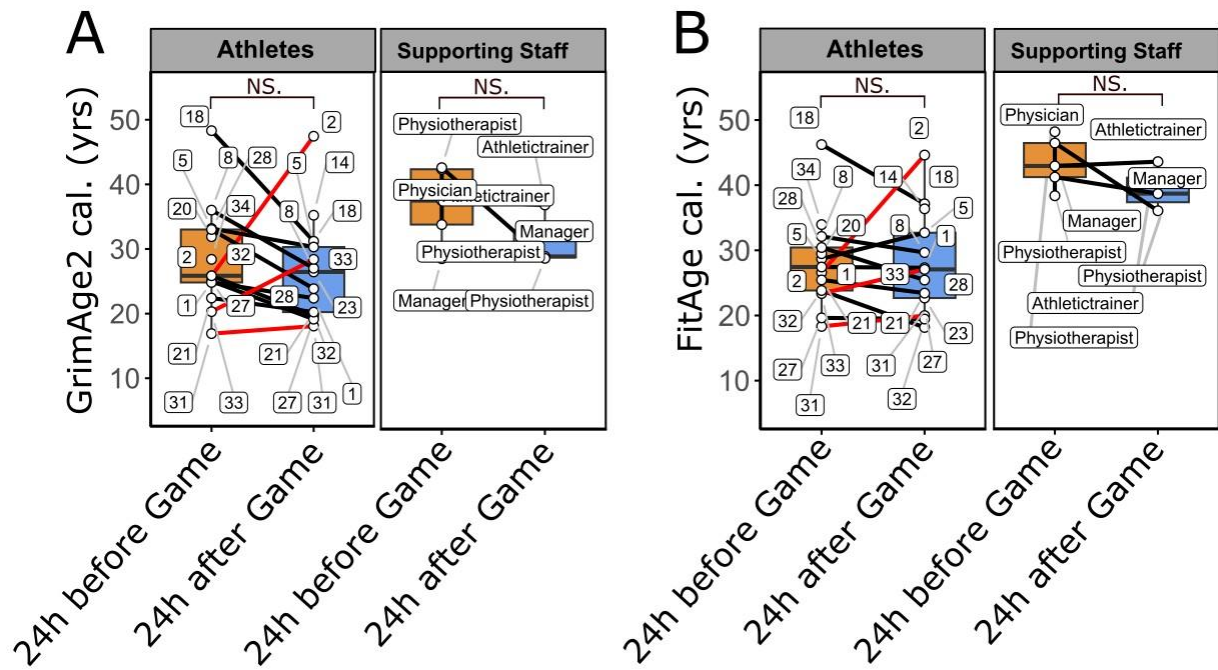 A
B
Athletes
Supporting Staff
Athletes
Supporting Staff
GrimAge2 cal. (yrs)
50
40
30
20
10
NS.
18
2
5
8
28
5
14
20
34
8
18
2
32
33
1
27
28
23
21
21
32
31
33
27
31
1
NS.
Physiotherapist
Athletictrainer
Physician
Manager
Physiotherapist
Manager
Physiotherapist
24h before Game
24h after Game
24h before Game
24h after Game
FitAge cal. (yrs)
50
40
30
20
10
NS.
18
2
34
8
14
18
28
20
8
5
5
1
2
1
33
28
32
21
21
23
27
33
31
27
31
32
NS.
Physician
Athletictrainer
Manager
Manager
Physiotherapist
Physiotherapist
Athletictrainer
Physiotherapist
24h before Game
24h after Game
24h before Game
24h after Game